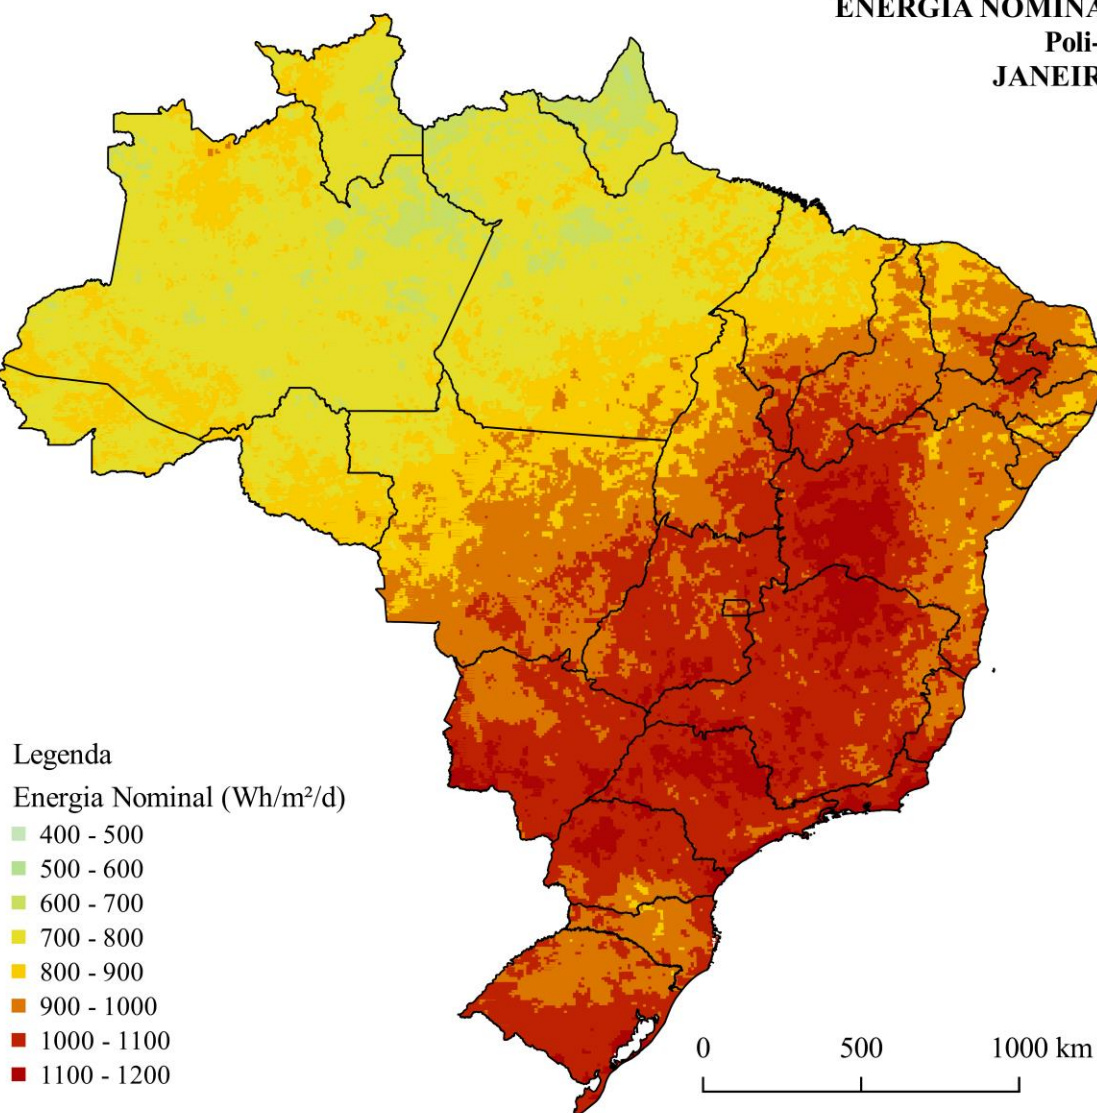 ENERGIA NOMINA
Poli-
JANEIR
Legenda
Energia Nominal (Wh/m²/d)
400 - 500
500 - 600
600 - 700
700 - 800
800 - 900
900 - 1000
1000 - 1100
1100 - 1200
0 500 1000 km